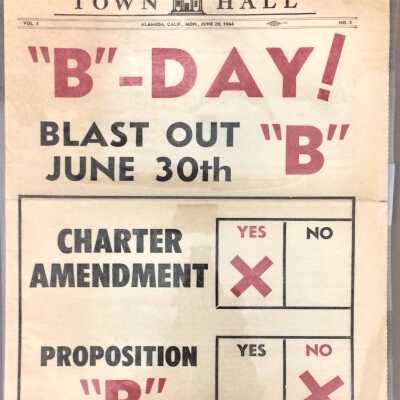 TOWN HALL
VOL. 1 ALAMEDA, CALIF., MON., JUNE 29, 1964 NO. 2
"B"-DAY!
BLAST OUT "B"
JUNE 30th
CHARTER
AMENDMENT
YES NO
X
PROPOSITION
"B"
YES NO
X